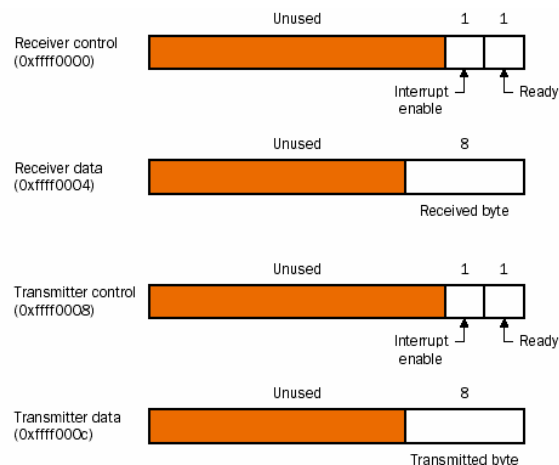 Unused 1 1
Receiver control
(0xffff0000)
Interrupt Ready
enable
Unused 8
Receiver data
(0xffff0004)
Received byte
Unused 1 1
Transmitter control
(0xffff0008)
Interrupt Ready
enable
Unused 8
Transmitter data
(0xffff000c)
Transmitted byte